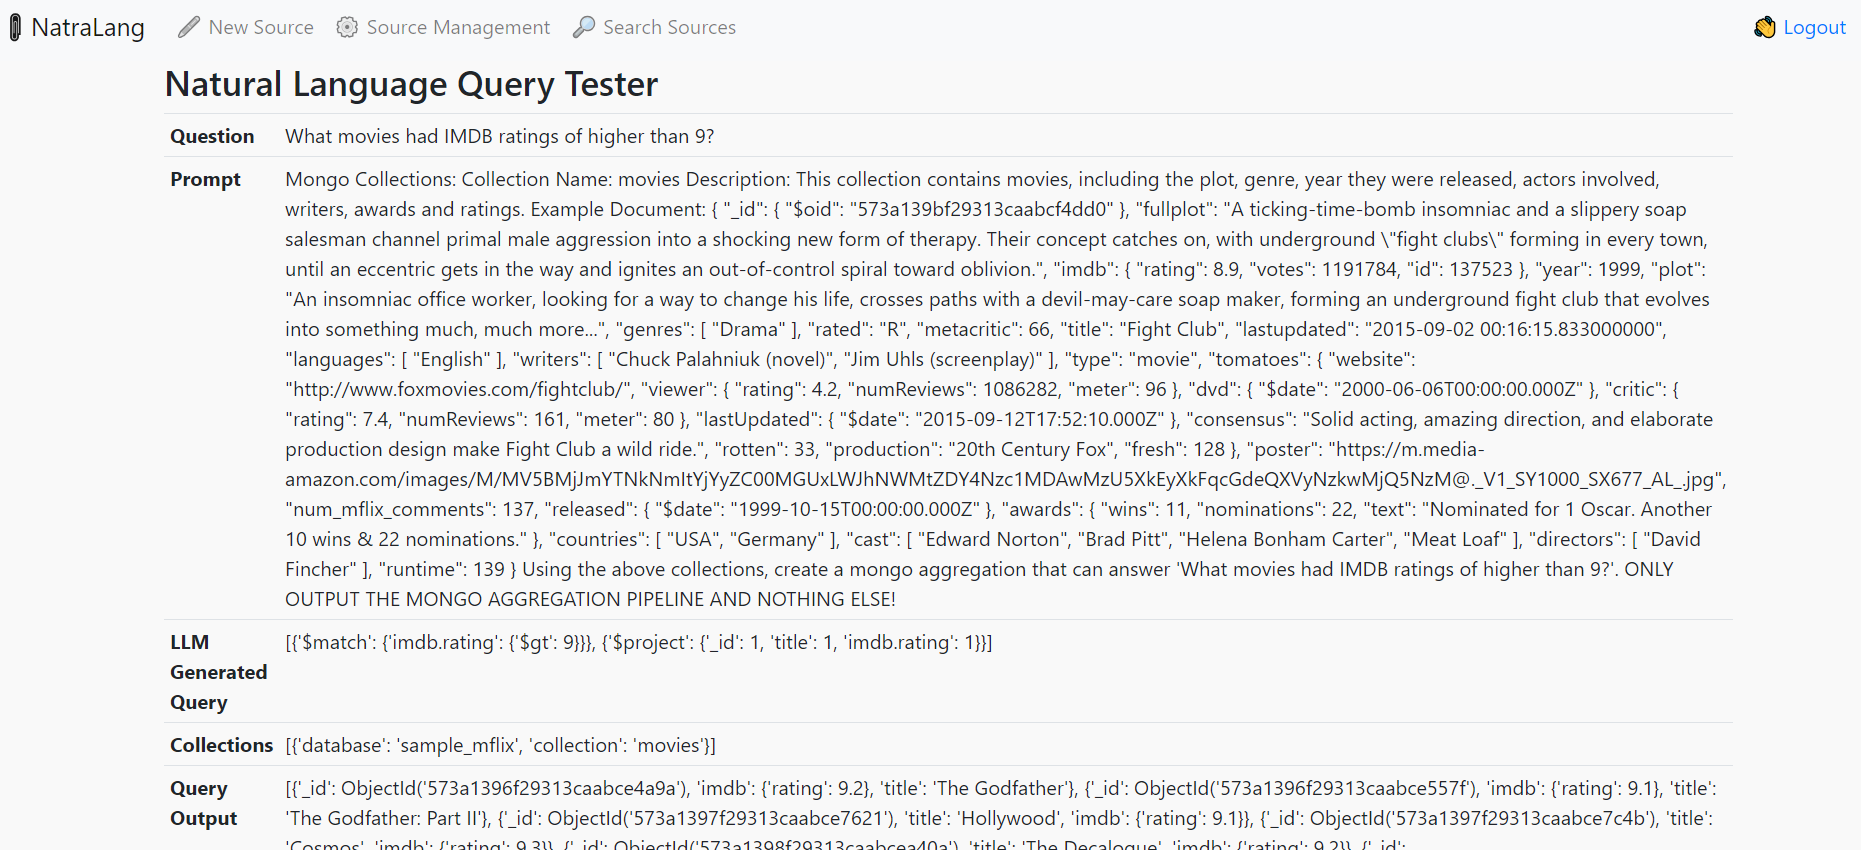 NatraLang New Source Source Management Search Sources Logout
Natural Language Query Tester
Question What movies had IMDB ratings of higher than 9?
Prompt Mongo Collections: Collection Name: movies Description: This collection contains movies, including the plot, genre, year they were released, actors involved,
writers, awards and ratings. Example Document: { "_id": { "$oid": "573a139bf29313caabcf4dd0" }, "fullplot": "A ticking-time-bomb insomniac and a slippery soap
salesman channel primal male aggression into a shocking new form of therapy. Their concept catches on, with underground \"fight clubs\" forming in every town,
until an eccentric gets in the way and ignites an out-of-control spiral toward oblivion.", "imdb": { "rating": 8.9, "votes": 1191784, "id": 137523 }, "year": 1999, "plot":
"An insomniac office worker, looking for a way to change his life, crosses paths with a devil-may-care soap maker, forming an underground fight club that evolves
into something much, much more...", "genres": [ "Drama" ], "rated": "R", "metacritic": 66, "title": "Fight Club", "lastupdated": "2015-09-02 00:16:15.833000000",
"languages": [ "English" ], "writers": [ "Chuck Palahniuk (novel)", "Jim Uhls (screenplay)" ], "type": "movie", "tomatoes": { "website":
"http://www.foxmovies.com/fightclub/", "viewer": { "rating": 4.2, "numReviews": 1086282, "meter": 96 }, "dvd": { "$date": "2000-06-06T00:00:00.000Z" }, "critic": {
"rating": 7.4, "numReviews": 161, "meter": 80 }, "lastUpdated": { "$date": "2015-09-12T17:52:10.000Z" }, "consensus": "Solid acting, amazing direction, and elaborate
production design make Fight Club a wild ride.", "rotten": 33, "production": "20th Century Fox", "fresh": 128 }, "poster": "https://m.media-
amazon.com/images/M/MV5BMjJmYTNkNmItYjYyZC00MGUxLWJhNWMtZDY4Nzc1MDAwMzU5XkEyXkFqcGdeQXVyNzkwMjQ5NzM@._V1_SY1000_SX677_AL_.jpg",
"num_mflix_comments": 137, "released": { "$date": "1999-10-15T00:00:00.000Z" }, "awards": { "wins": 11, "nominations": 22, "text": "Nominated for 1 Oscar. Another
10 wins & 22 nominations." }, "countries": [ "USA", "Germany" ], "cast": [ "Edward Norton", "Brad Pitt", "Helena Bonham Carter", "Meat Loaf" ], "directors": [ "David
Fincher" ], "runtime": 139 } Using the above collections, create a mongo aggregation that can answer 'What movies had IMDB ratings of higher than 9?'. ONLY
OUTPUT THE MONGO AGGREGATION PIPELINE AND NOTHING ELSE!
LLM Generated Query [{'$match': {'imdb.rating': {'$gt': 9}}}, {'$project': {'_id': 1, 'title': 1, 'imdb.rating': 1}}]
Collections [{'database': 'sample_mflix', 'collection': 'movies'}]
Query Output [{'_id': ObjectId('573a1396f29313caabce4a9a'), 'imdb': {'rating': 9.2}, 'title': 'The Godfather'}, {'_id': ObjectId('573a1396f29313caabce557f'), 'imdb': {'rating': 9.1}, 'title':
'The Godfather: Part II'}, {'_id': ObjectId('573a1397f29313caabce7621'), 'title': 'Hollywood', 'imdb': {'rating': 9.1}}, {'_id': ObjectId('573a1397f29313caabce7c4b'), 'title':
'Cosmos', 'imdb': {'rating': 9.3}}, {'_id': ObjectId('573a1398f29313caabcea40a'), 'title': 'The Decalogue', 'imdb': {'rating': 9.2}}, {'_id':